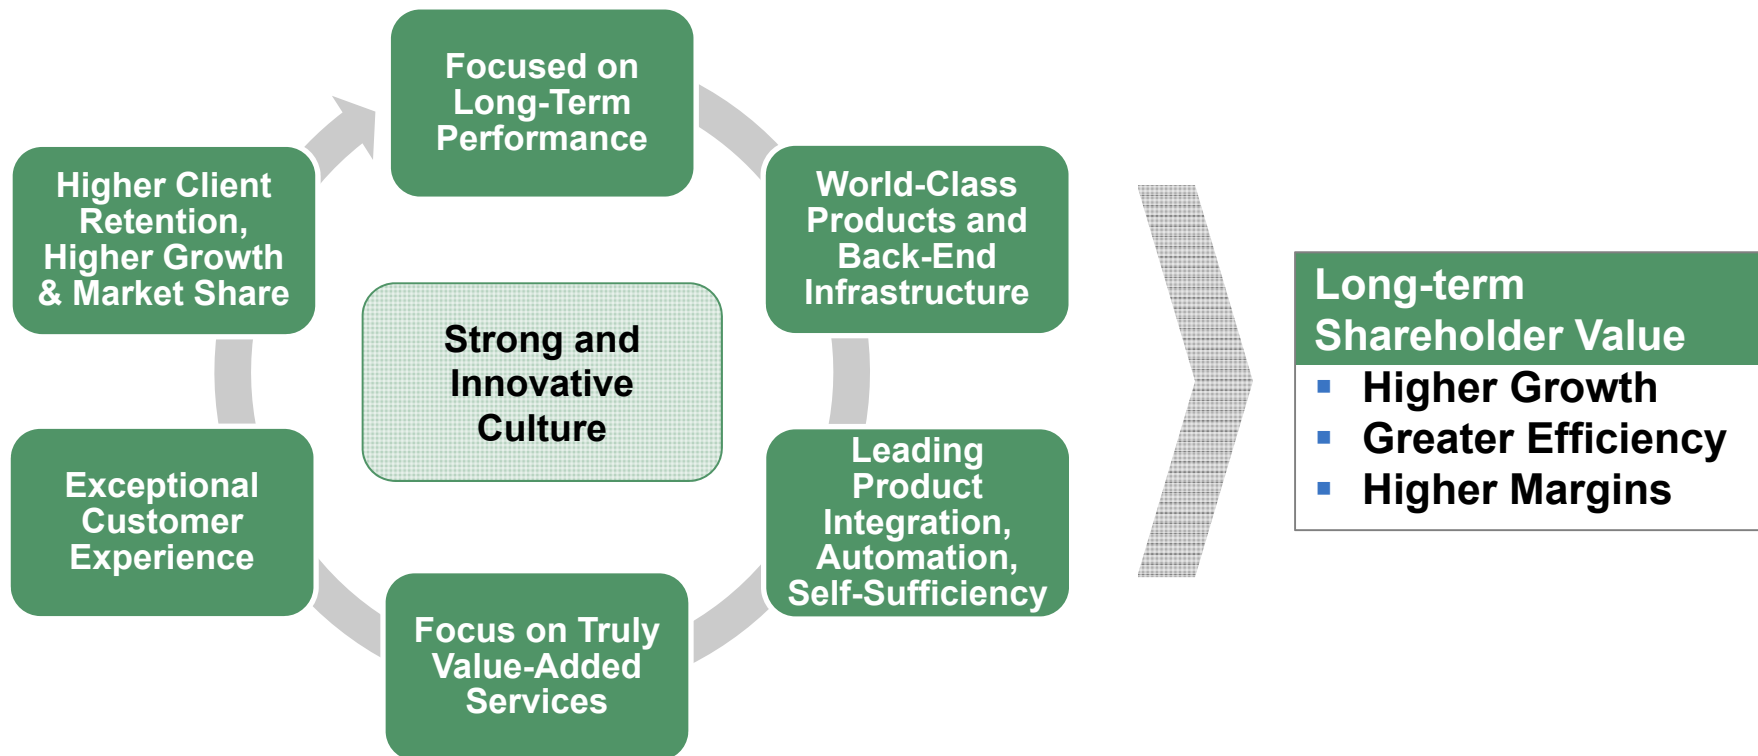 Focused on
Long-Term
Performance
World-Class
Products and
Back-End
Infrastructure
Leading
Product
Integration,
Automation,
Self-Sufficiency
Focus on Truly
Value-Added
Services
Exceptional
Customer
Experience
Higher Client
Retention,
Higher Growth
& Market Share
Strong and
Innovative
Culture
Long-term
Shareholder Value
▪ Higher Growth
▪ Greater Efficiency
▪ Higher Margins